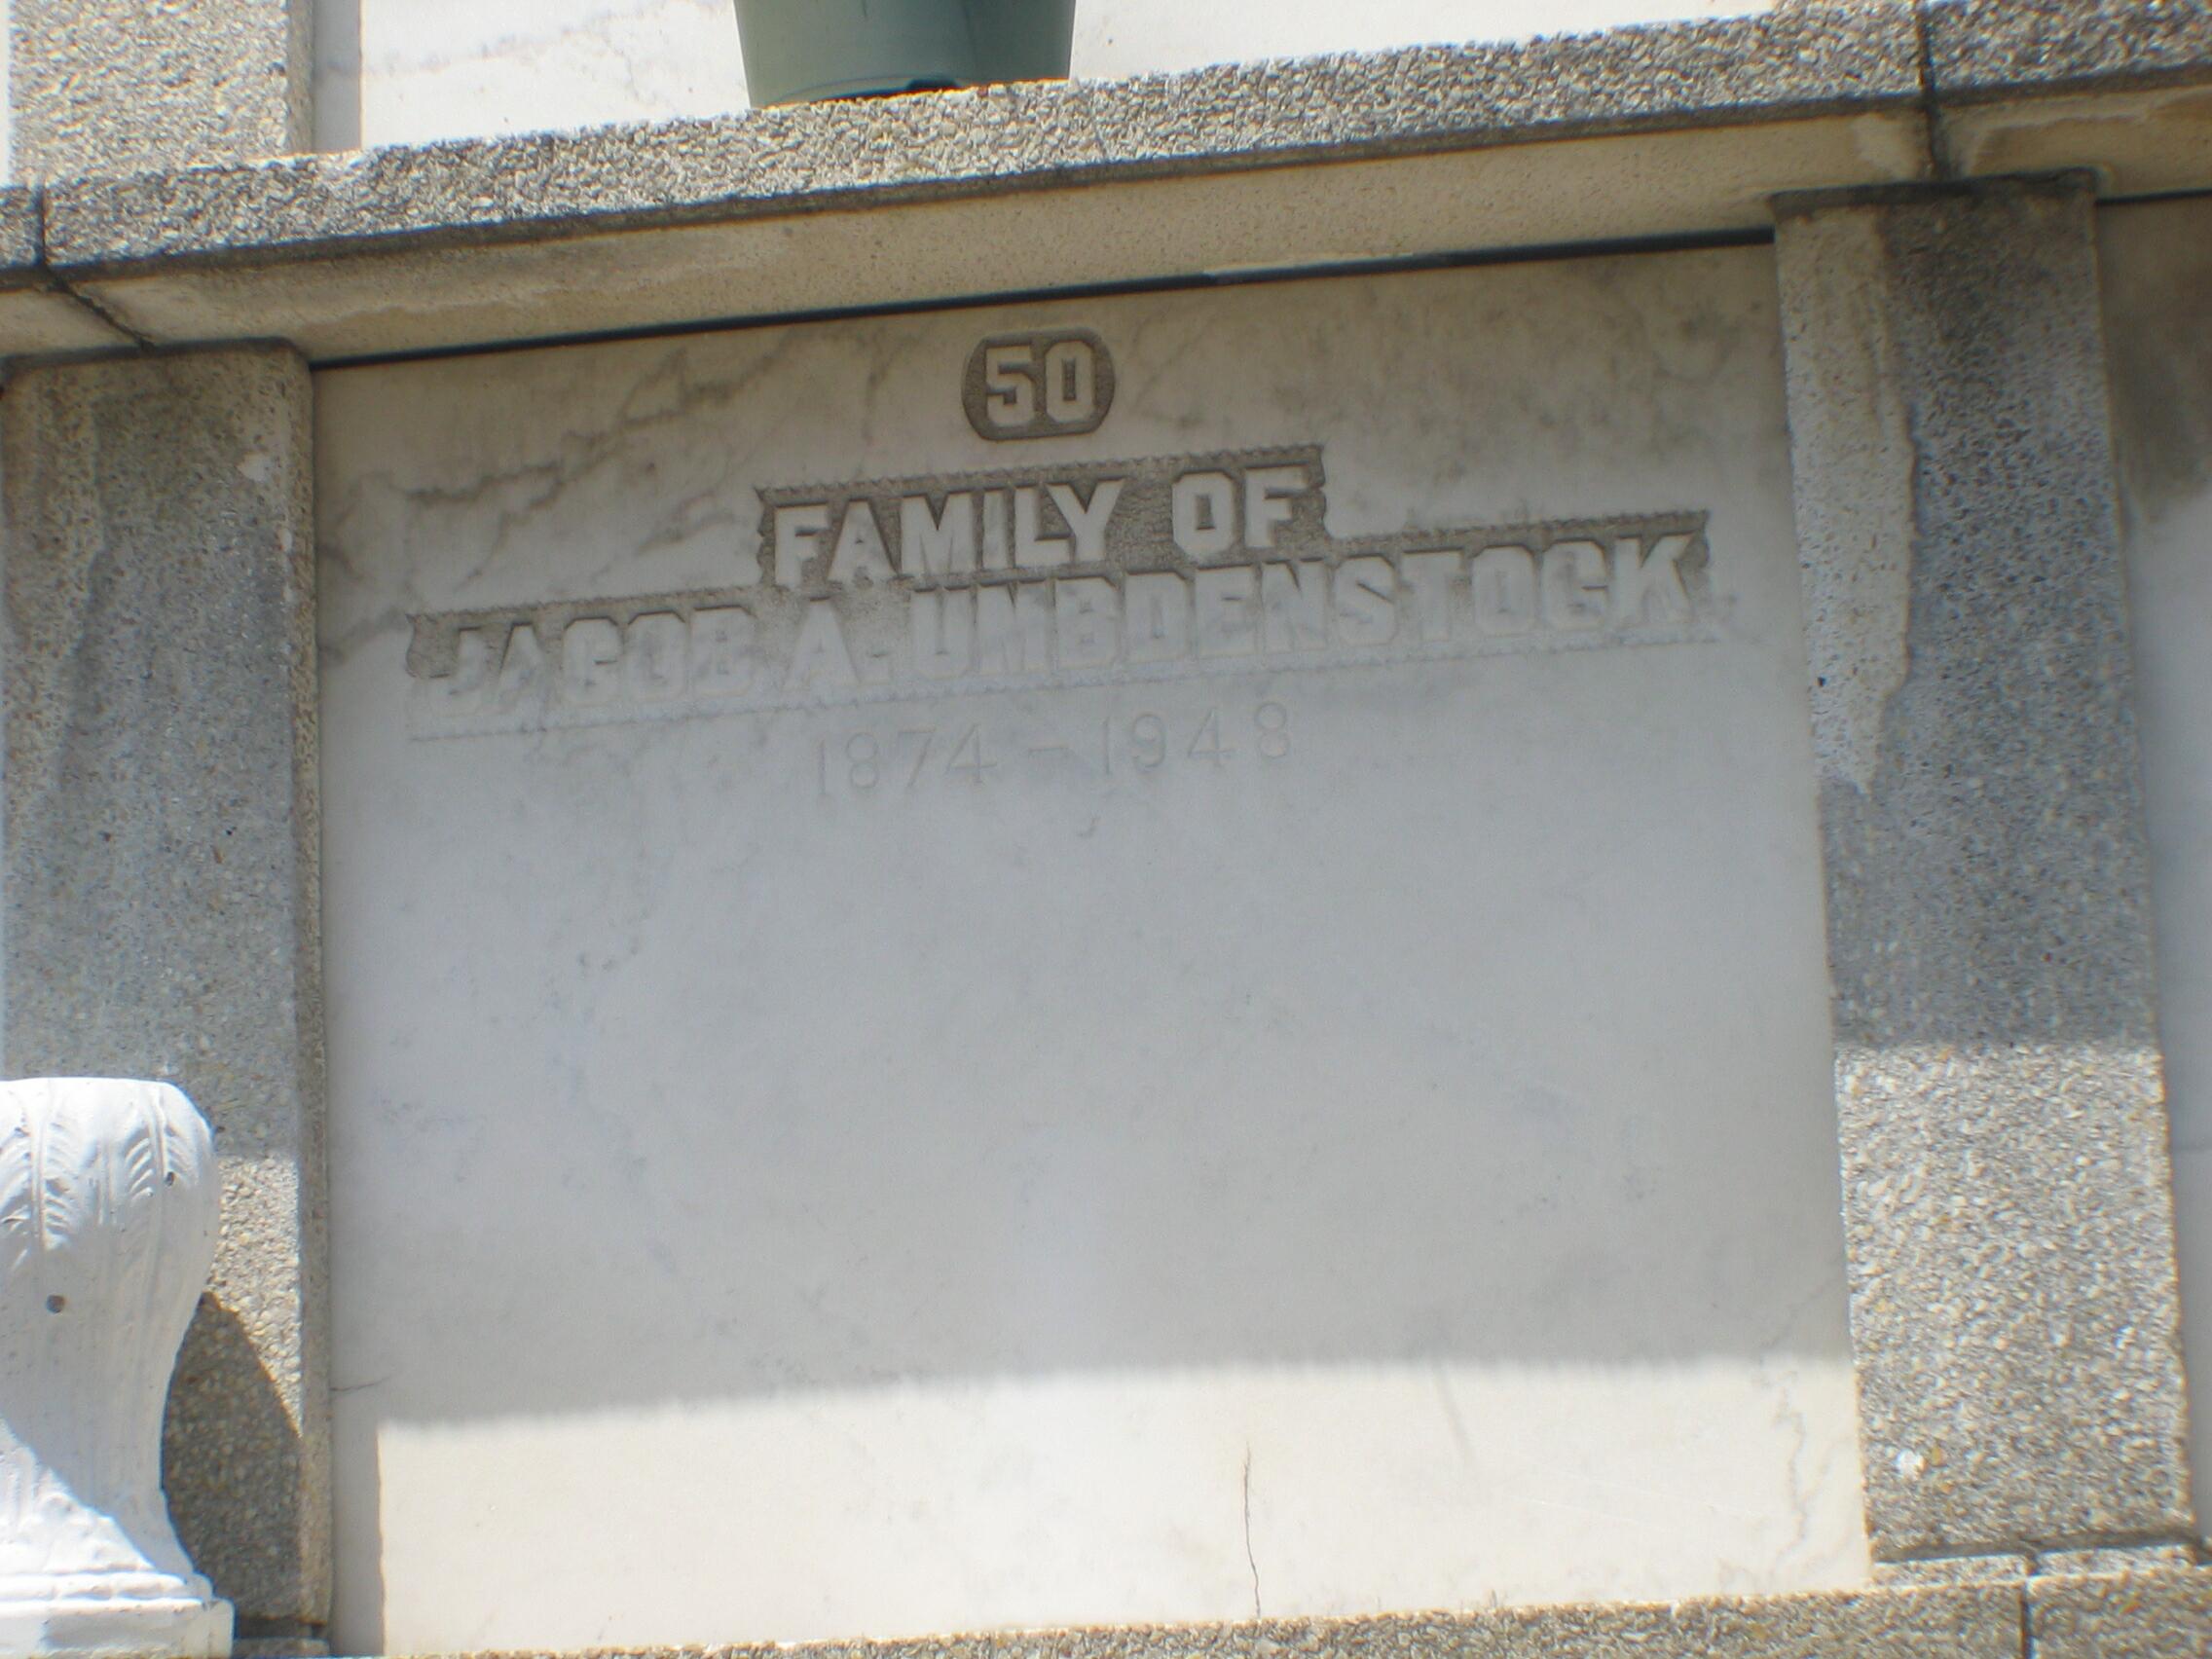 50
FAMILY OF
JACOB A. UMBDENSTOCK
1874-1948